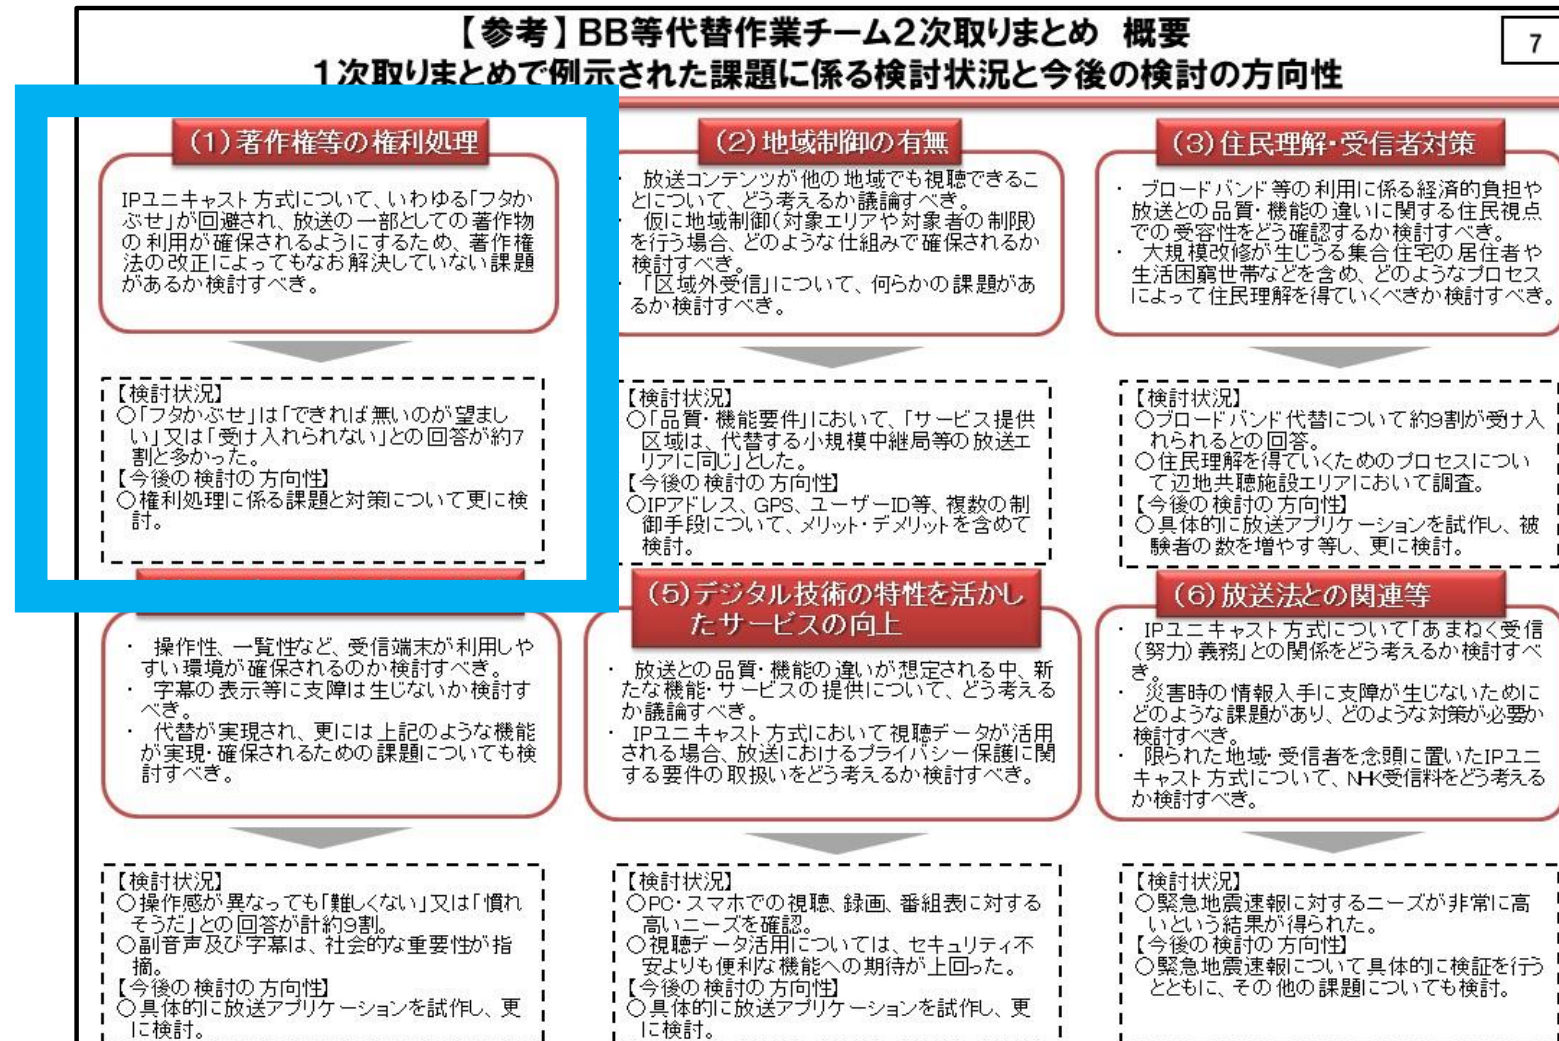 【参考】BB等代替作業チーム2次取りまとめ 概要
7
1次取りまとめで例示された課題に係る検討状況と今後の検討の方向性
(1)著作権等の権利処理
IPユニキャスト方式について、いわゆる「フタか
ぶせ」が回避され、放送の一部としての著作物
の利用が確保されるようにするため、著作権
法の改正によってもなお解決していない課題
があるか検討すべき。
【検討状況】
○「フタかぶせ」は「できれば無いのが望まし
い」又は「受け入れられない」との回答が約7
割と多かった。
【今後の検討の方向性】
○権利処理に係る課題と対策について更に検
討。
(2)地域制御の有無
放送コンテンツが他の地域でも視聴できるこ
とについて、どう考えるか議論すべき。
・ 仮に地域制御(対象エリアや対象者の制限)
を行う場合、どのような仕組みで確保されるか
検討すべき。
「区域外受信」について、何らかの課題があ
るか検討すべき。
【検討状況】
○「品質・機能要件」において、「サービス提供
区域は、代替する小規模中継局等の放送エ
リアに同じ」とした。
【今後の検討の方向性】
○IPアドレス、GPS、ユーザーID等、複数の制
御手段について、メリット・デメリットを含めて
検討。
(3)住民理解・受信者対策
・ ブロードバンド等の利用に係る経済的負担や
放送との品質・機能の違いに関する住民視点
での受容性をどう確認するか検討すべき。
・ 大規模改修が生じうる集合住宅の居住者や
生活困窮世帯などを含め、どのようなプロセス
によって住民理解を得ていくべきか検討すべき。
【検討状況】
○ブロードバンド代替について約9割が受け入
れられるとの回答。
○住民理解を得ていくためのプロセスについ
て辺地共聴施設エリアにおいて調査。
【今後の検討の方向性】
○具体的に放送アプリケーションを試作し、被
験者の数を増やす等し、更に検討。
・ 操作性、一覧性など、受信端末が利用しや
すい環境が確保されるのか検討すべき。
・ 字幕の表示等に支障は生じないか検討す
べき。
・ 代替が実現され、更には上記のような機能
が実現・確保されるための課題についても検
討すべき。
【検討状況】
○操作感が異なっても「難しくない」又は「慣れ
そうだ」との回答が計約9割。
○副音声及び字幕は、社会的な重要性が指
摘。
【今後の検討の方向性】
○具体的に放送アプリケーションを試作し、更
に検討。
(5)デジタル技術の特性を活かし
たサービスの向上
・ 放送との品質・機能の違いが想定される中、新
たな機能・サービスの提供について、どう考える
か議論すべき。
・ IPユニキャスト方式において視聴データが活用
される場合、放送におけるプライバシー保護に関
する要件の取扱いをどう考えるか検討すべき。
【検討状況】
○PC・スマホでの視聴、録画、番組表に対する
高いニーズを確認。
○視聴データ活用については、セキュリティ不
安よりも便利な機能への期待が上回った。
【今後の検討の方向性】
○具体的に放送アプリケーションを試作し、更
に検討。
(6)放送法との関連等
・ IPユニキャスト方式について「あまねく受信
(努力)義務」との関係をどう考えるか検討すべ
き。
・ 災害時の情報入手に支障が生じないために
どのような課題があり、どのような対策が必要か
検討すべき。
・ 限られた地域・受信者を念頭に置いたIPユニ
キャスト方式について、NHK受信料をどう考える
か検討すべき。
【検討状況】
○緊急地震速報に対するニーズが非常に高
いという結果が得られた。
【今後の検討の方向性】
○緊急地震速報について具体的に検証を行う
とともに、その他の課題についても検討。